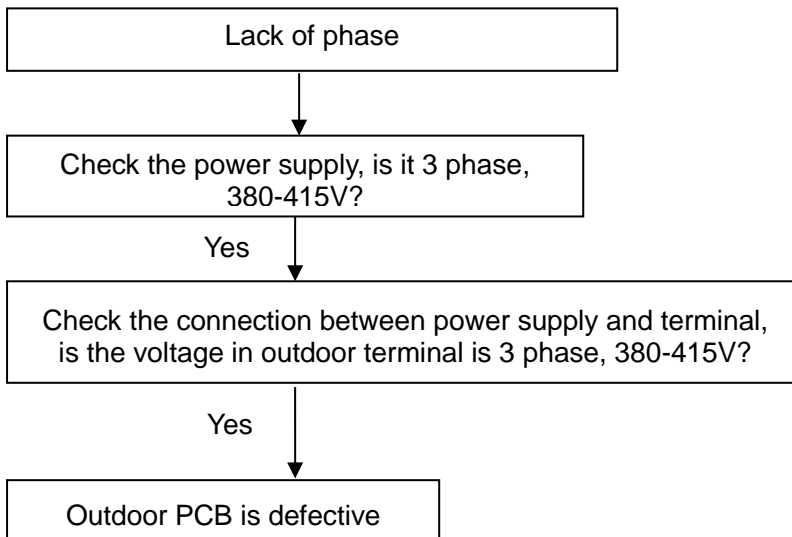 Lack of phase
Check the power supply, is it 3 phase,
380-415V?
Yes
Check the connection between power supply and terminal,
is the voltage in outdoor terminal is 3 phase, 380-415V?
Yes
Outdoor PCB is defective